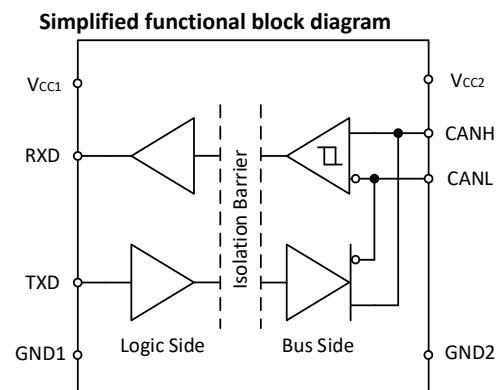 Simplified functional block diagram
VCC1
VCC2
RXD
CANH
CANL
Isolation Barrier
TXD
GND1
Logic Side
Bus Side
GND2